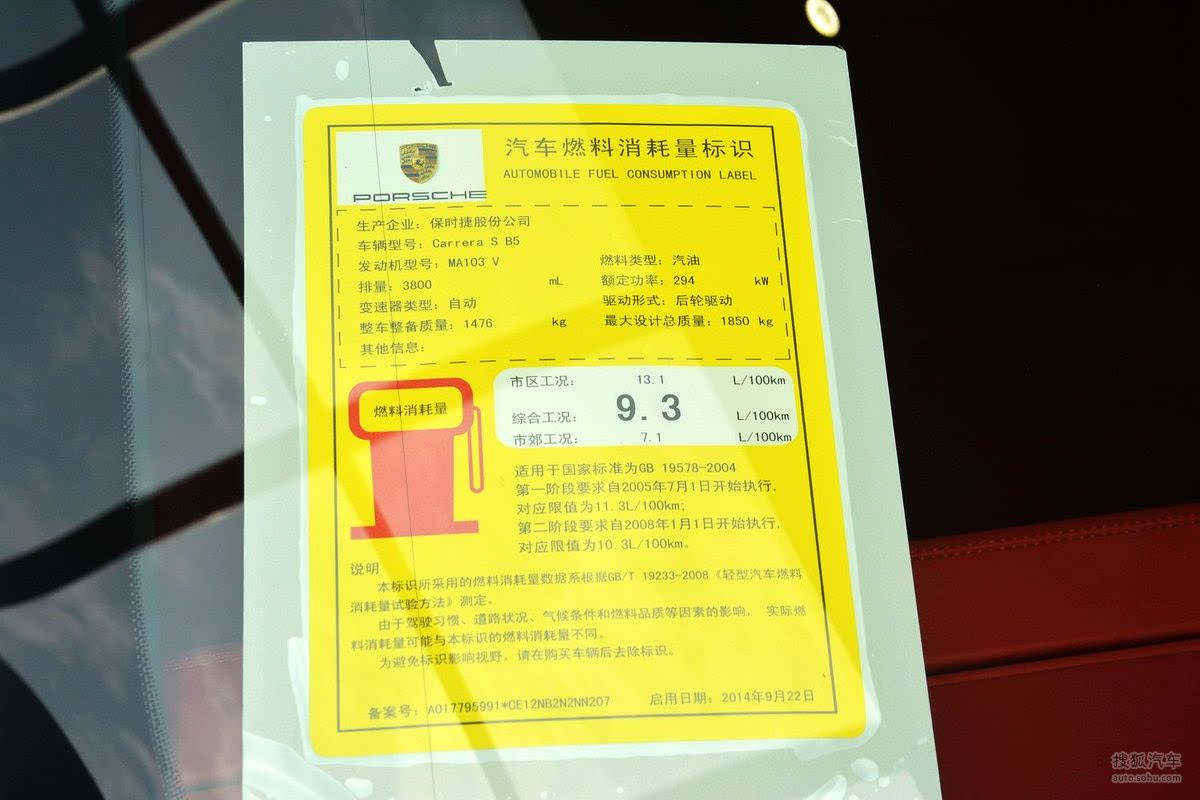 PORSCHE
汽车燃料消耗量标识
AUTOMOBILE FUEL CONSUMPTION LABEL
生产企业：保时捷股份公司
车辆型号：Carrera S B5
发动机型号：MA103 V 燃料类型：汽油
排量：3800 mL 额定功率：294 kW
变速器类型：自动 驱动形式：后轮驱动
整车整备质量：1476 kg 最大设计总质量：1850 kg
其他信息：
燃料消耗量
市区工况： 13.1 L/100km
综合工况： 9.3 L/100km
市郊工况： 7.1 L/100km
适用于国家标准为GB 19578-2004
第一阶段要求自2005年7月1日开始执行，
对应限值为11.3L/100km；
第二阶段要求自2008年1月1日开始执行，
对应限值为10.3L/100km。
说明
本标识所采用的燃料消耗量数据系根据GB/T 19233-2008《轻型汽车燃料
消耗量试验方法》测定。
由于驾驶习惯、道路状况、气候条件和燃料品质等因素的影响， 实际燃
料消耗量可能与本标识的燃料消耗量不同。
为避免标识影响视野，请在购买车辆后去除标识。
备案号：A017795991*CE12NB2N2NN207 启用日期：2014年9月22日
搜狐汽车
auto.sohu.com